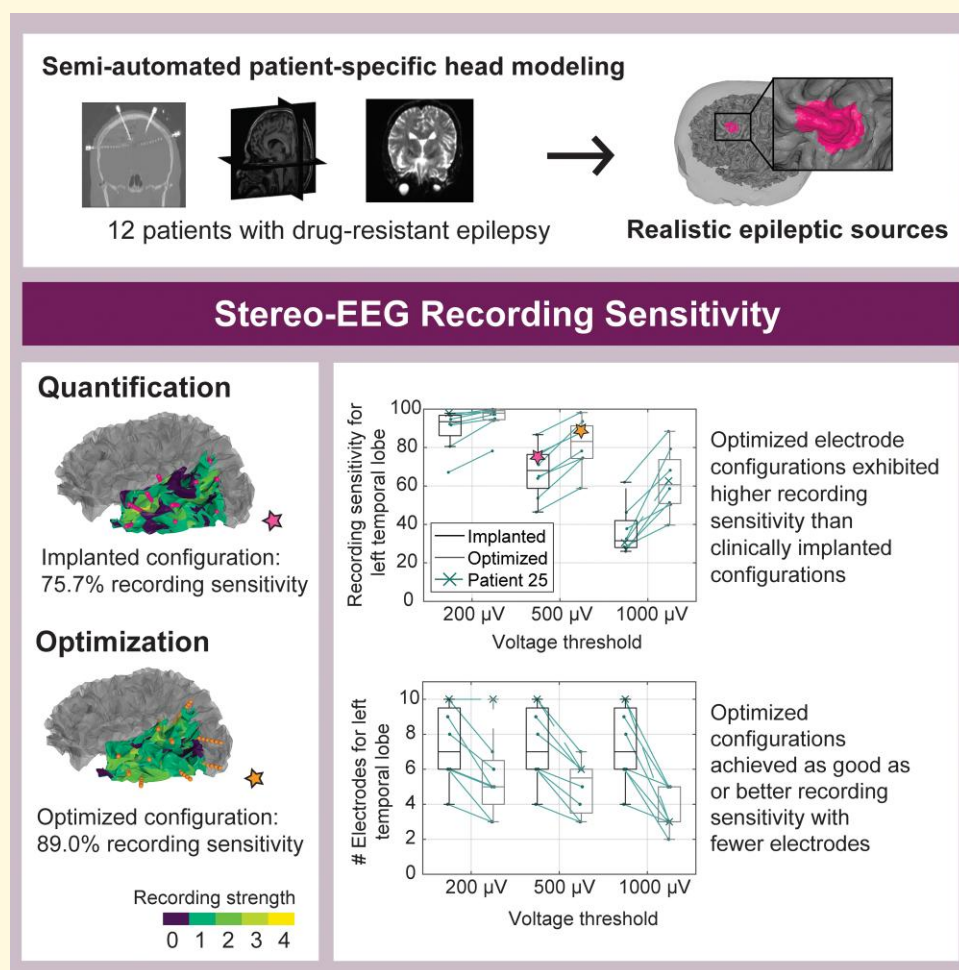 Semi-automated patient-specific head modeling
12 patients with drug-resistant epilepsy
Realistic epileptic sources
Stereo-EEG Recording Sensitivity
Quantification
Implanted configuration:
75.7% recording sensitivity
Optimization
Optimized configuration:
89.0% recording sensitivity
Recording strength
0 1 2 3 4
Recording sensitivity for
left temporal lobe
100
80
60
40
20
0
Implanted
Optimized
Patient 25
200 µV 500 µV 1000 µV
Voltage threshold
Optimized electrode
configurations exhibited
higher recording
sensitivity than
clinically implanted
configurations
# Electrodes for left
temporal lobe
10
8
6
4
2
0
200 µV 500 µV 1000 µV
Voltage threshold
Optimized
configurations
achieved as good as
or better recording
sensitivity with
fewer electrodes